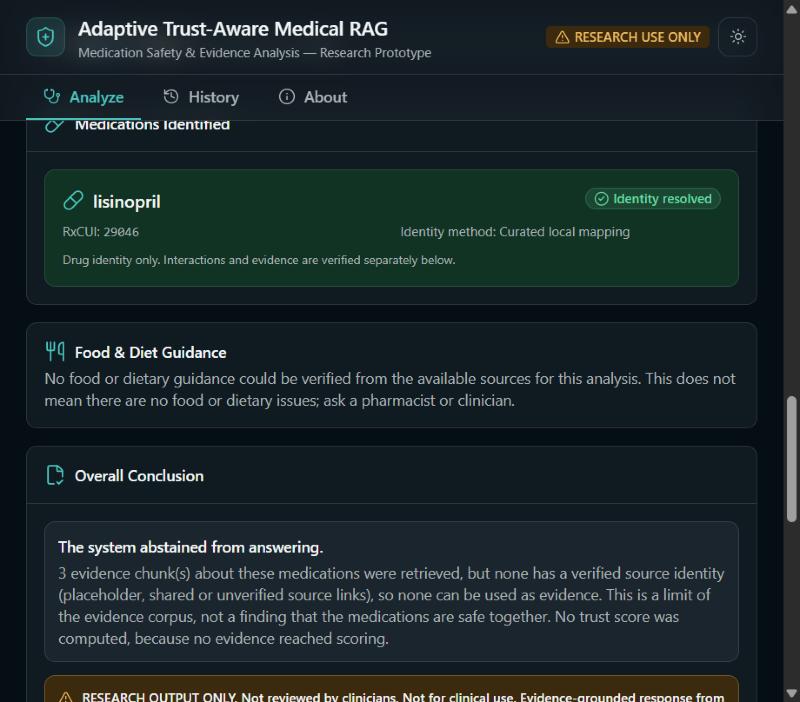 Adaptive Trust-Aware Medical RAG
Medication Safety & Evidence Analysis — Research Prototype
RESEARCH USE ONLY
Analyze
History
About
Medications Identified
lisinopril
Identity resolved
RxCUI: 29046
Identity method: Curated local mapping
Drug identity only. Interactions and evidence are verified separately below.
Food & Diet Guidance
No food or dietary guidance could be verified from the available sources for this analysis. This does not
mean there are no food or dietary issues; ask a pharmacist or clinician.
Overall Conclusion
The system abstained from answering.
3 evidence chunk(s) about these medications were retrieved, but none has a verified source identity
(placeholder, shared or unverified source links), so none can be used as evidence. This is a limit of
the evidence corpus, not a finding that the medications are safe together. No trust score was
computed, because no evidence reached scoring.
RESEARCH OUTPUT ONLY. Not reviewed by clinicians. Not for clinical use. Evidence-grounded response from